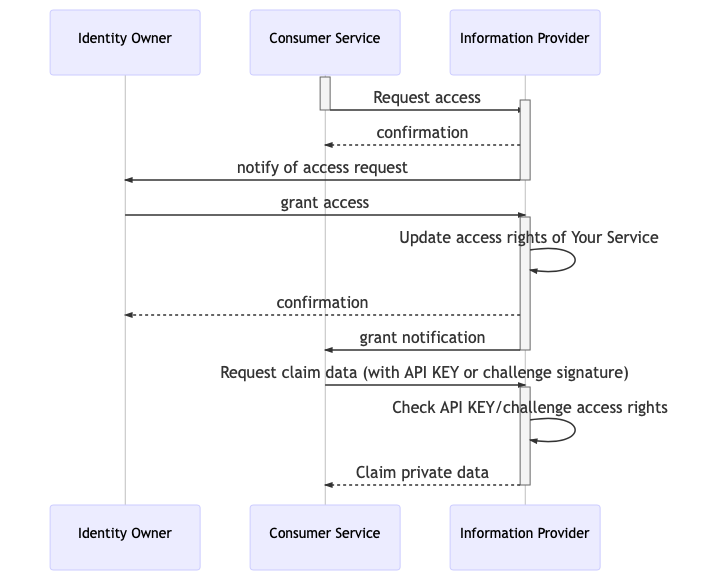 Identity Owner
Consumer Service
Information Provider
Request access
confirmation
notify of access request
grant access
Update access rights of Your Service
confirmation
grant notification
Request claim data (with API KEY or challenge signature)
Check API KEY/challenge access rights
Claim private data
Identity Owner
Consumer Service
Information Provider